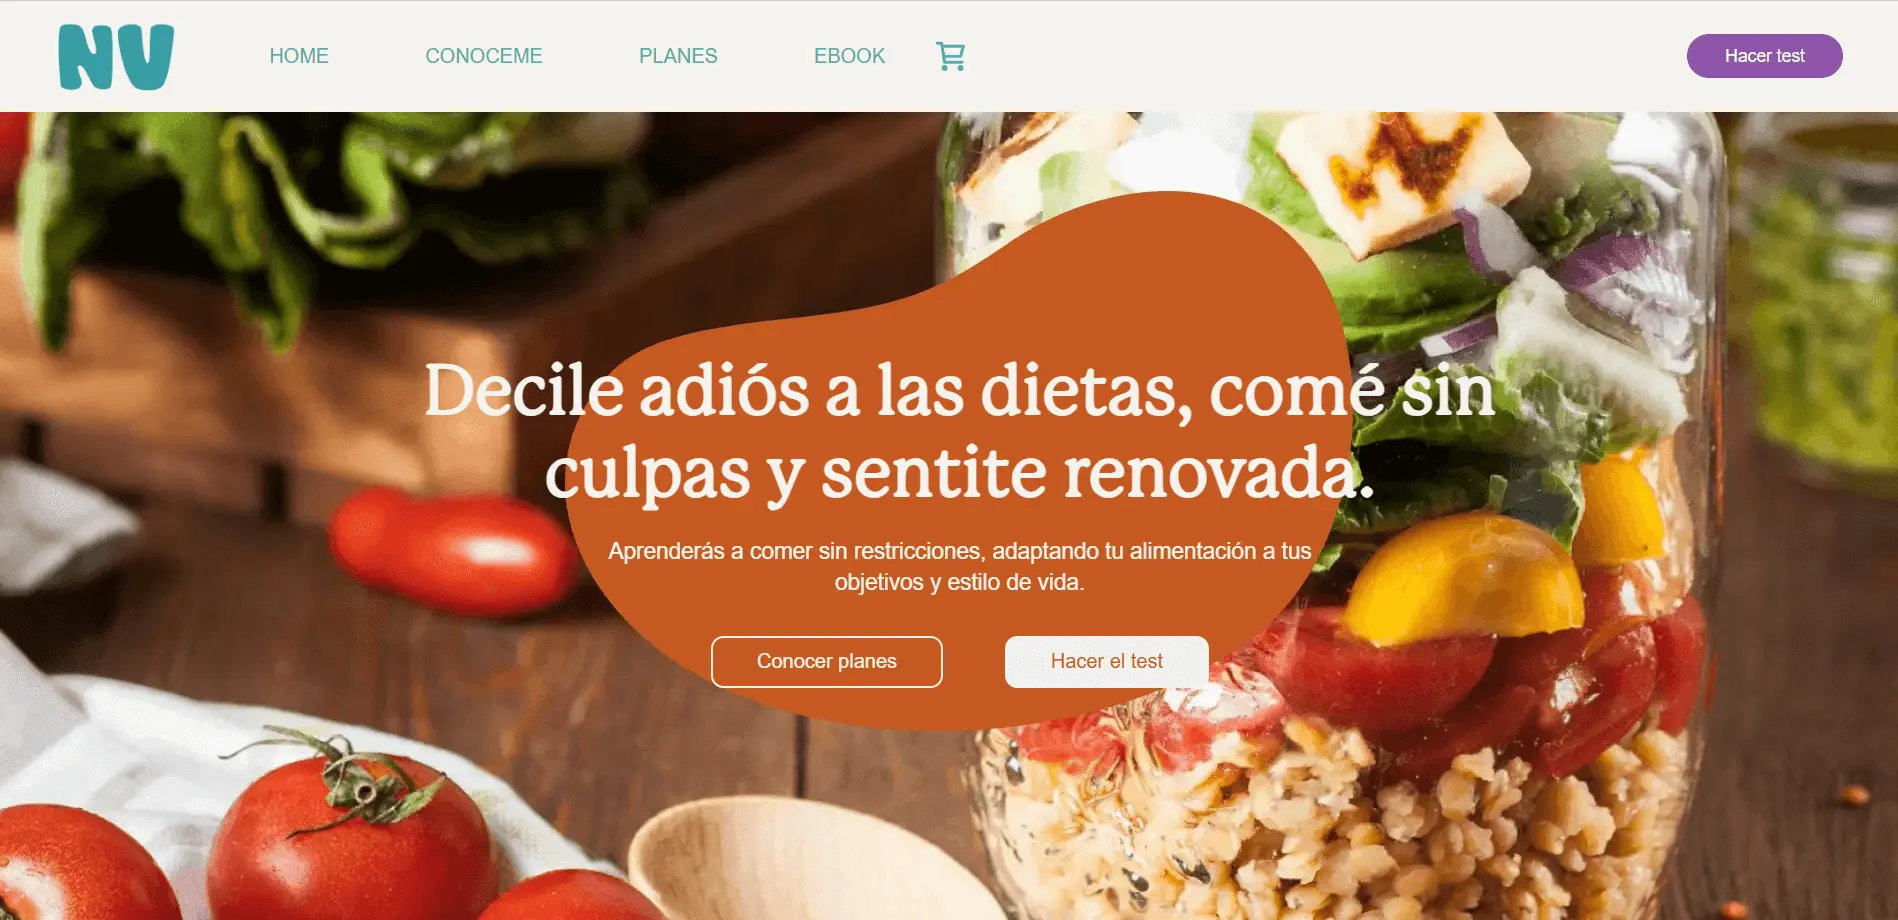 NV
HOME
CONOCEME
PLANES
EBOOK
Hacer test
Decile adiós a las dietas, comé sin
culpas y sentite renovada.
Aprenderás a comer sin restricciones, adaptando tu alimentación a tus
objetivos y estilo de vida.
Conocer planes
Hacer el test